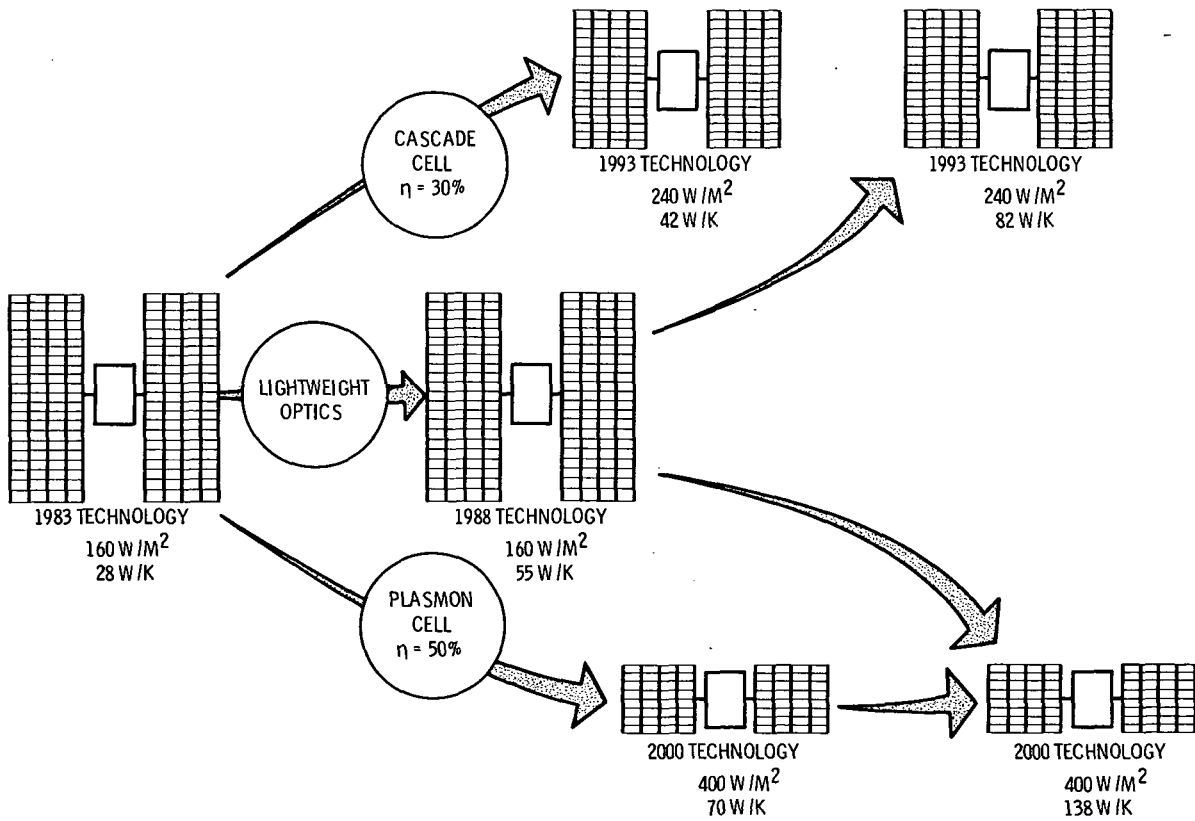 CASCADE
CELL
η = 30%
1993 TECHNOLOGY
240 W/M²
42 W/K
1993 TECHNOLOGY
240 W/M²
82 W/K
LIGHTWEIGHT
OPTICS
1983 TECHNOLOGY
160 W/M²
28 W/K
1988 TECHNOLOGY
160 W/M²
55 W/K
PLASMON
CELL
η = 50%
2000 TECHNOLOGY
400 W/M²
70 W/K
2000 TECHNOLOGY
400 W/M²
138 W/K